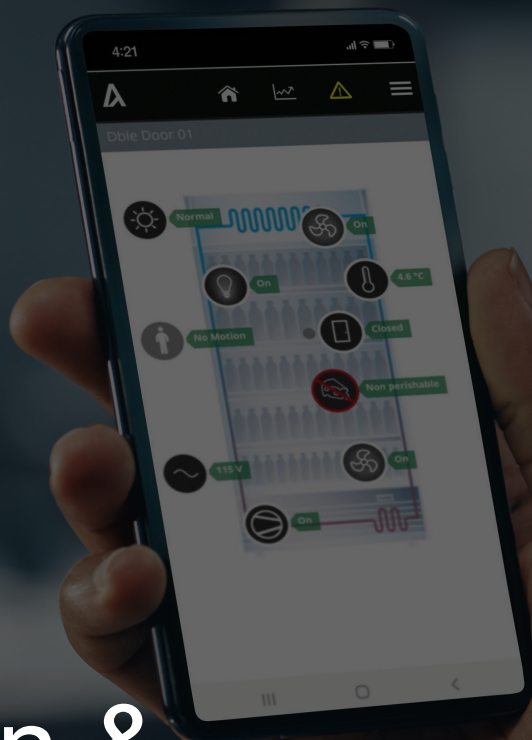 4:21
Dble Door 01
Normal
On
On
4.6 °C
No Motion
Closed
Non perishable
115 V
On
On
n &